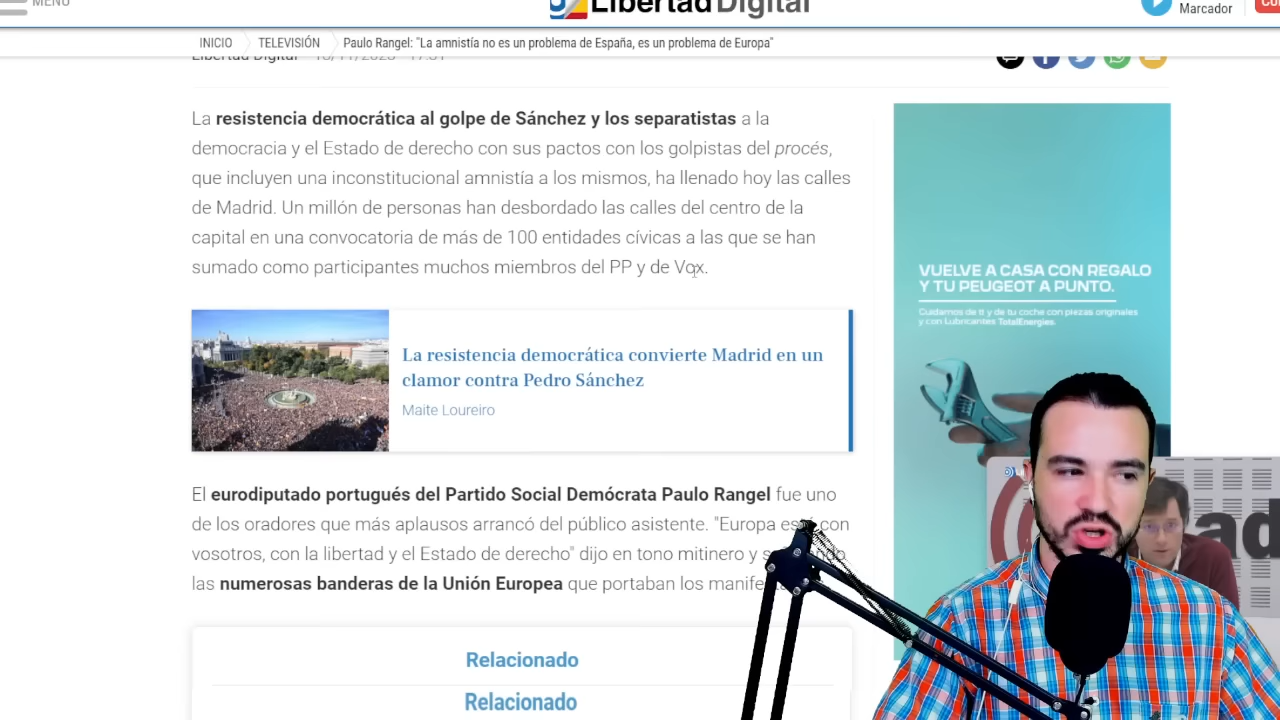 MENÚ
Libertad Digital
Marcador
INICIO
TELEVISIÓN
Paulo Rangel: "La amnistía no es un problema de España, es un problema de Europa"
La resistencia democrática al golpe de Sánchez y los separatistas a la
democracia y el Estado de derecho con sus pactos con los golpistas del procés,
que incluyen una inconstitucional amnistía a los mismos, ha llenado hoy las calles
de Madrid. Un millón de personas han desbordado las calles del centro de la
capital en una convocatoria de más de 100 entidades cívicas a las que se han
sumado como participantes muchos miembros del PP y de Vox.
La resistencia democrática convierte Madrid en un
clamor contra Pedro Sánchez
Maite Loureiro
El eurodiputado portugués del Partido Social Demócrata Paulo Rangel fue uno
de los oradores que más aplausos arrancó del público asistente. "Europa está con
vosotros, con la libertad y el Estado de derecho" dijo en tono mitinero y
las numerosas banderas de la Unión Europea que portaban los
Relacionado
Relacionado
VUELVE A CASA CON REGALO
Y TU PEUGEOT A PUNTO.
Cuidamos de ti y de tu coche con piezas originales
y con Lubricantes TotalEnergies.